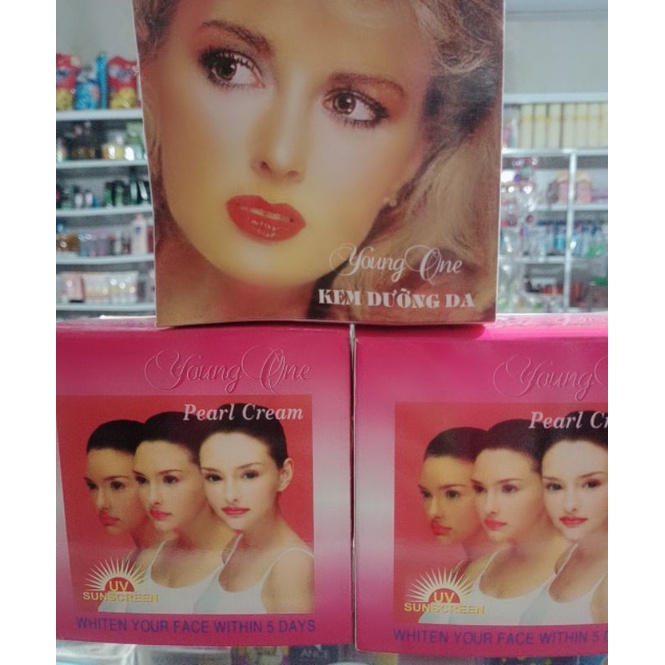 Young One
KEM DƯỠNG DA
Young One
Pearl Cream
UV
SUNSCREEN
WHITEN YOUR FACE WITHIN 5 DAYS
Young
Pearl
UV
SUNSCREEN
WHITEN YOUR FACE WITHIN 5